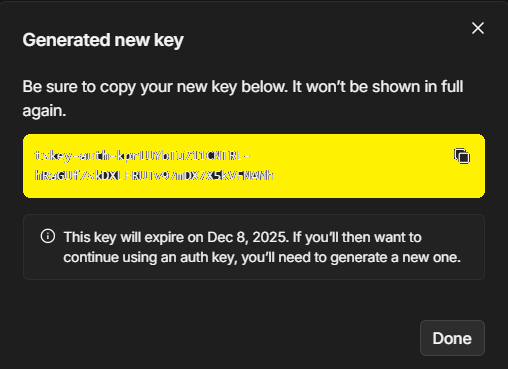 Generated new key
Be sure to copy your new key below. It won't be shown in full
again.
This key will expire on Dec 8, 2025. If you'll then want to
continue using an auth key, you'll need to generate a new one.
Done